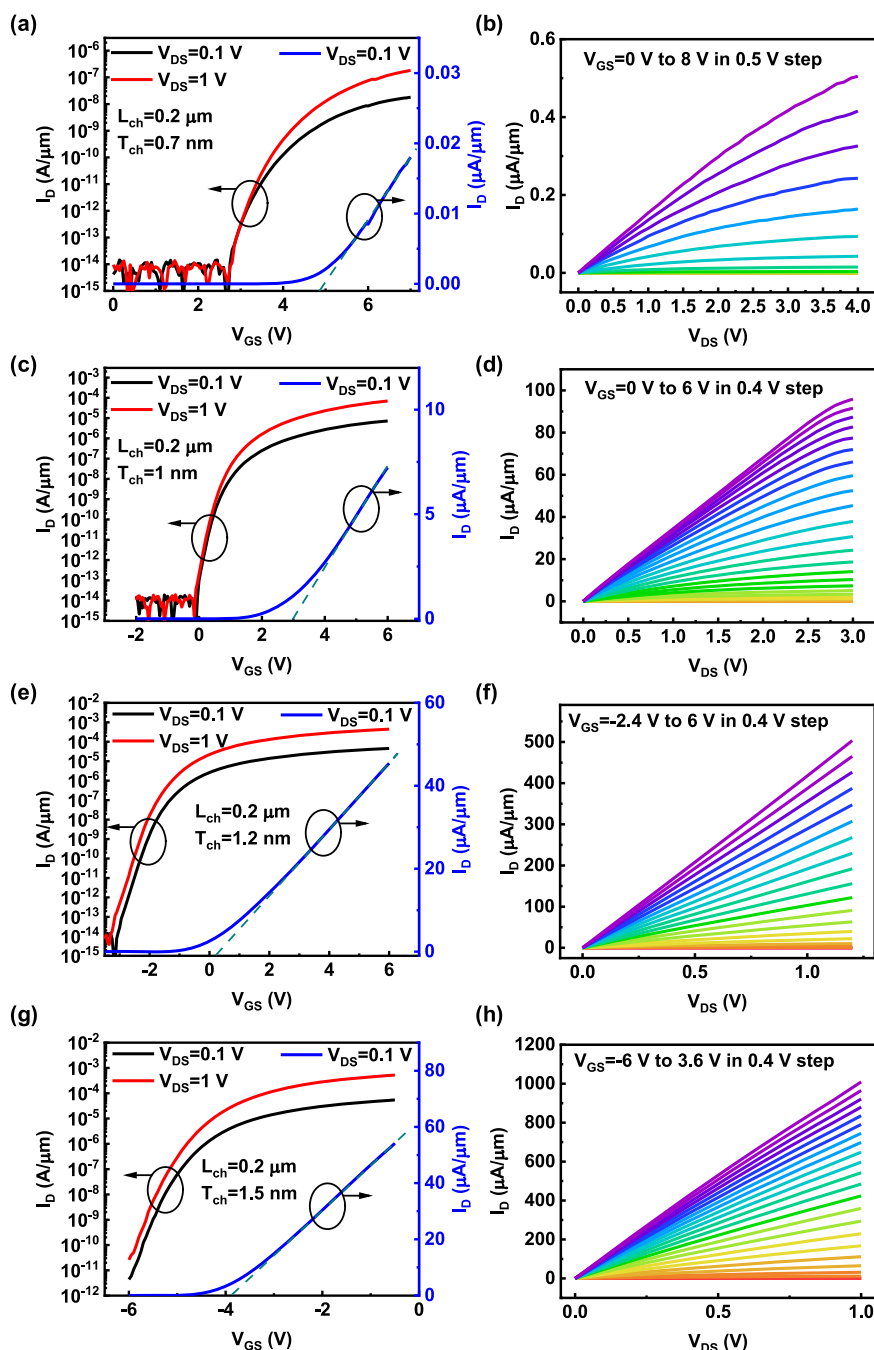 (a)
V_DS=0.1 V
V_DS=0.1 V
V_DS=1 V
L_ch=0.2 μm
T_ch=0.7 nm
10^-6
10^-7
10^-8
10^-9
10^-10
10^-11
10^-12
10^-13
10^-14
10^-15
I_D (A/μm)
0 2 4 6
V_GS (V)
0.03
0.02
0.01
0.00
I_D (μA/μm)
(b)
V_GS=0 V to 8 V in 0.5 V step
0.6
0.4
0.2
0.0
I_D (μA/μm)
0.0 0.5 1.0 1.5 2.0 2.5 3.0 3.5 4.0
V_DS (V)
(c)
V_DS=0.1 V
V_DS=0.1 V
V_DS=1 V
L_ch=0.2 μm
T_ch=1 nm
10^-3
10^-4
10^-5
10^-6
10^-7
10^-8
10^-9
10^-10
10^-11
10^-12
10^-13
10^-14
10^-15
I_D (A/μm)
-2 0 2 4 6
V_GS (V)
10
5
0
I_D (μA/μm)
(d)
V_GS=0 V to 6 V in 0.4 V step
100
80
60
40
20
0
I_D (μA/μm)
0.0 0.5 1.0 1.5 2.0 2.5 3.0
V_DS (V)
(e)
V_DS=0.1 V
V_DS=0.1 V
V_DS=1 V
L_ch=0.2 μm
T_ch=1.2 nm
10^-2
10^-3
10^-4
10^-5
10^-6
10^-7
10^-8
10^-9
10^-10
10^-11
10^-12
10^-13
10^-14
10^-15
I_D (A/μm)
-2 0 2 4 6
V_GS (V)
60
40
20
0
I_D (μA/μm)
(f)
V_GS=-2.4 V to 6 V in 0.4 V step
500
400
300
200
100
0
I_D (μA/μm)
0.0 0.5 1.0
V_DS (V)
(g)
V_DS=0.1 V
V_DS=0.1 V
V_DS=1 V
L_ch=0.2 μm
T_ch=1.5 nm
10^-2
10^-3
10^-4
10^-5
10^-6
10^-7
10^-8
10^-9
10^-10
10^-11
10^-12
I_D (A/μm)
-6 -4 -2 0
V_GS (V)
80
60
40
20
0
I_D (μA/μm)
(h)
V_GS=-6 V to 3.6 V in 0.4 V step
1200
1000
800
600
400
200
0
I_D (μA/μm)
0.0 0.5 1.0
V_DS (V)